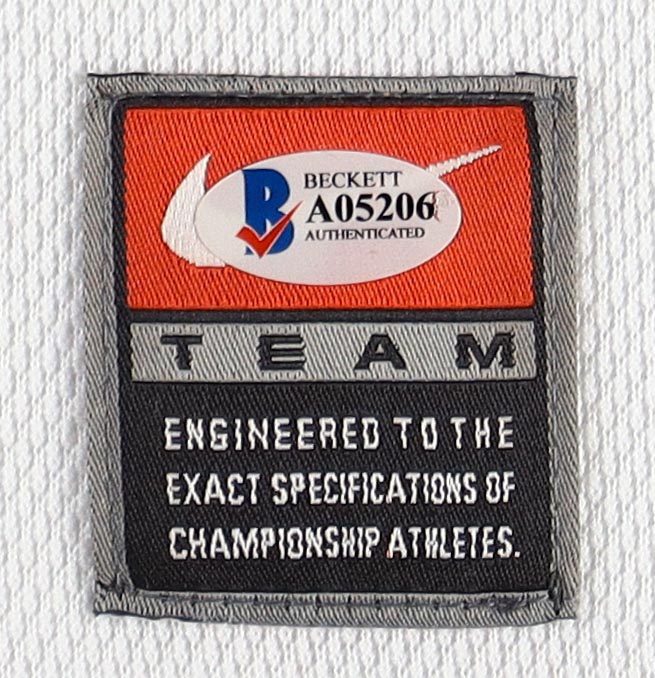 BECKETT
A05206
AUTHENTICATED
TEAM
ENGINEERED TO THE
EXACT SPECIFICATIONS OF
CHAMPIONSHIP ATHLETES.